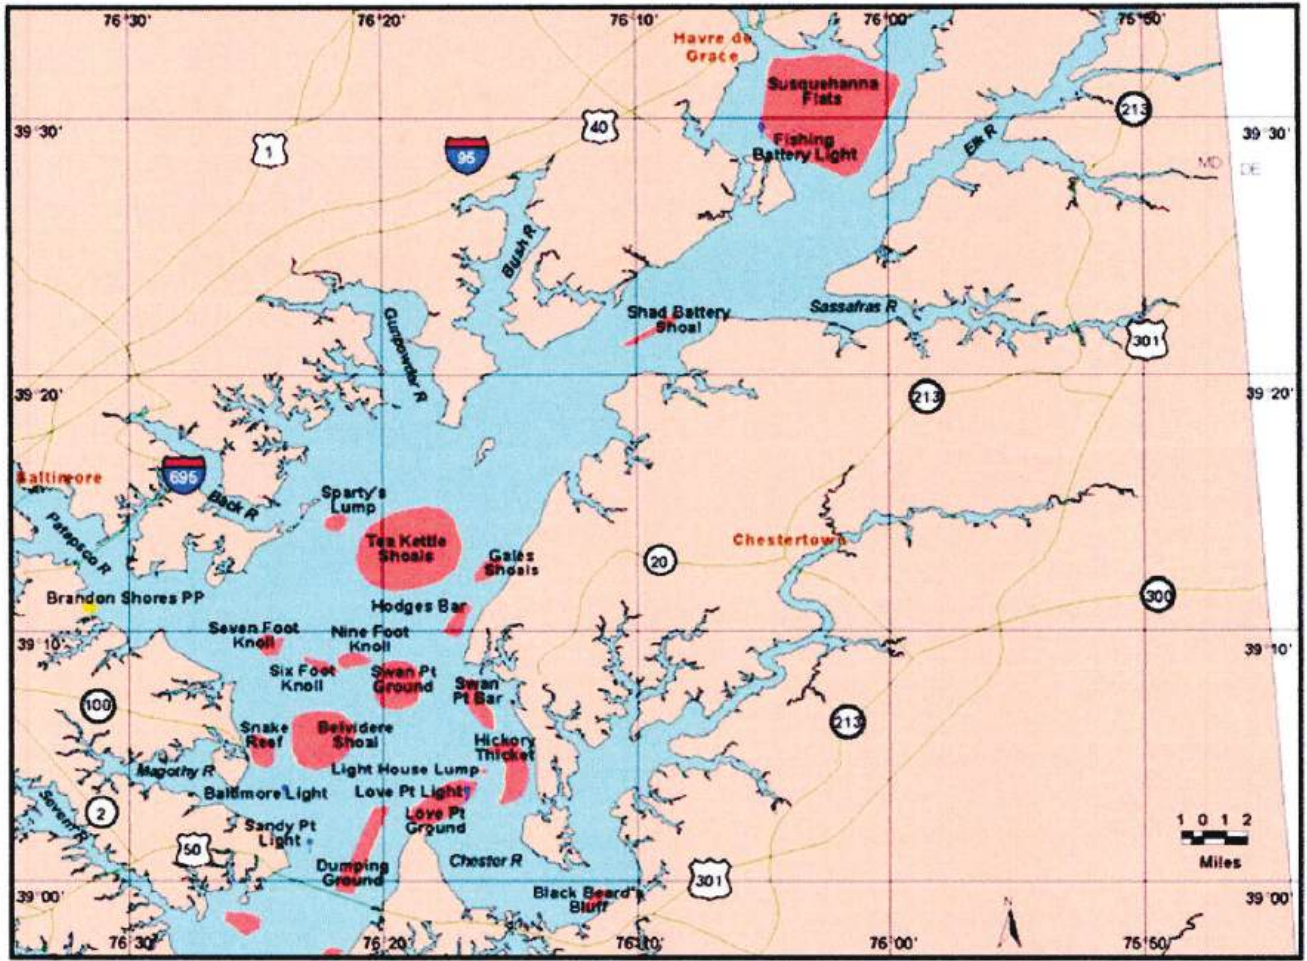 76°30'
76°20'
76°10'
76°00'
75°50'
Havre de
Grace
Susquehanna
Flats
213
39°30'
1
95
40
Fishing
Battery Light
Elk R
39°30'
MD
DE
Bush R
Gunpowder R
Shad Battery
Shoal
Sassafras R
301
39°20'
213
39°20'
Baltimore
695
Back R
Patapsco R
Sparty's
Lump
Tea Kettle
Shoals
Gales
Shoals
Chestertown
20
300
Brandon Shores PP
Hodges Bar
39°10'
Seven Foot
Knoll
Nine Foot
Knoll
39°10'
Six Foot
Knoll
Swan Pt
Ground
Swan
Pt Bar
100
213
Snake
Reef
Belvidere
Shoal
Hickory
Thicket
Magothy R
Light House Lump
Baltimore Light
Love Pt Light
2
Severn R
Love Pt
Ground
Sandy Pt
Light
50
Chester R
1 0 1 2
Miles
Dumping
Ground
301
39°00'
Black Beard's
Bluff
39°00'
N
76°30'
76°20'
76°10'
76°00'
75°50'